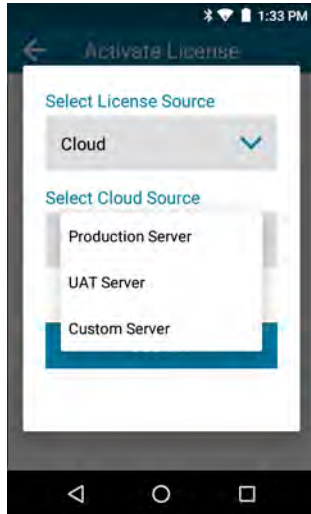 1:33 PM
Activate License
Select License Source
Cloud
Select Cloud Source
Production Server
UAT Server
Custom Server